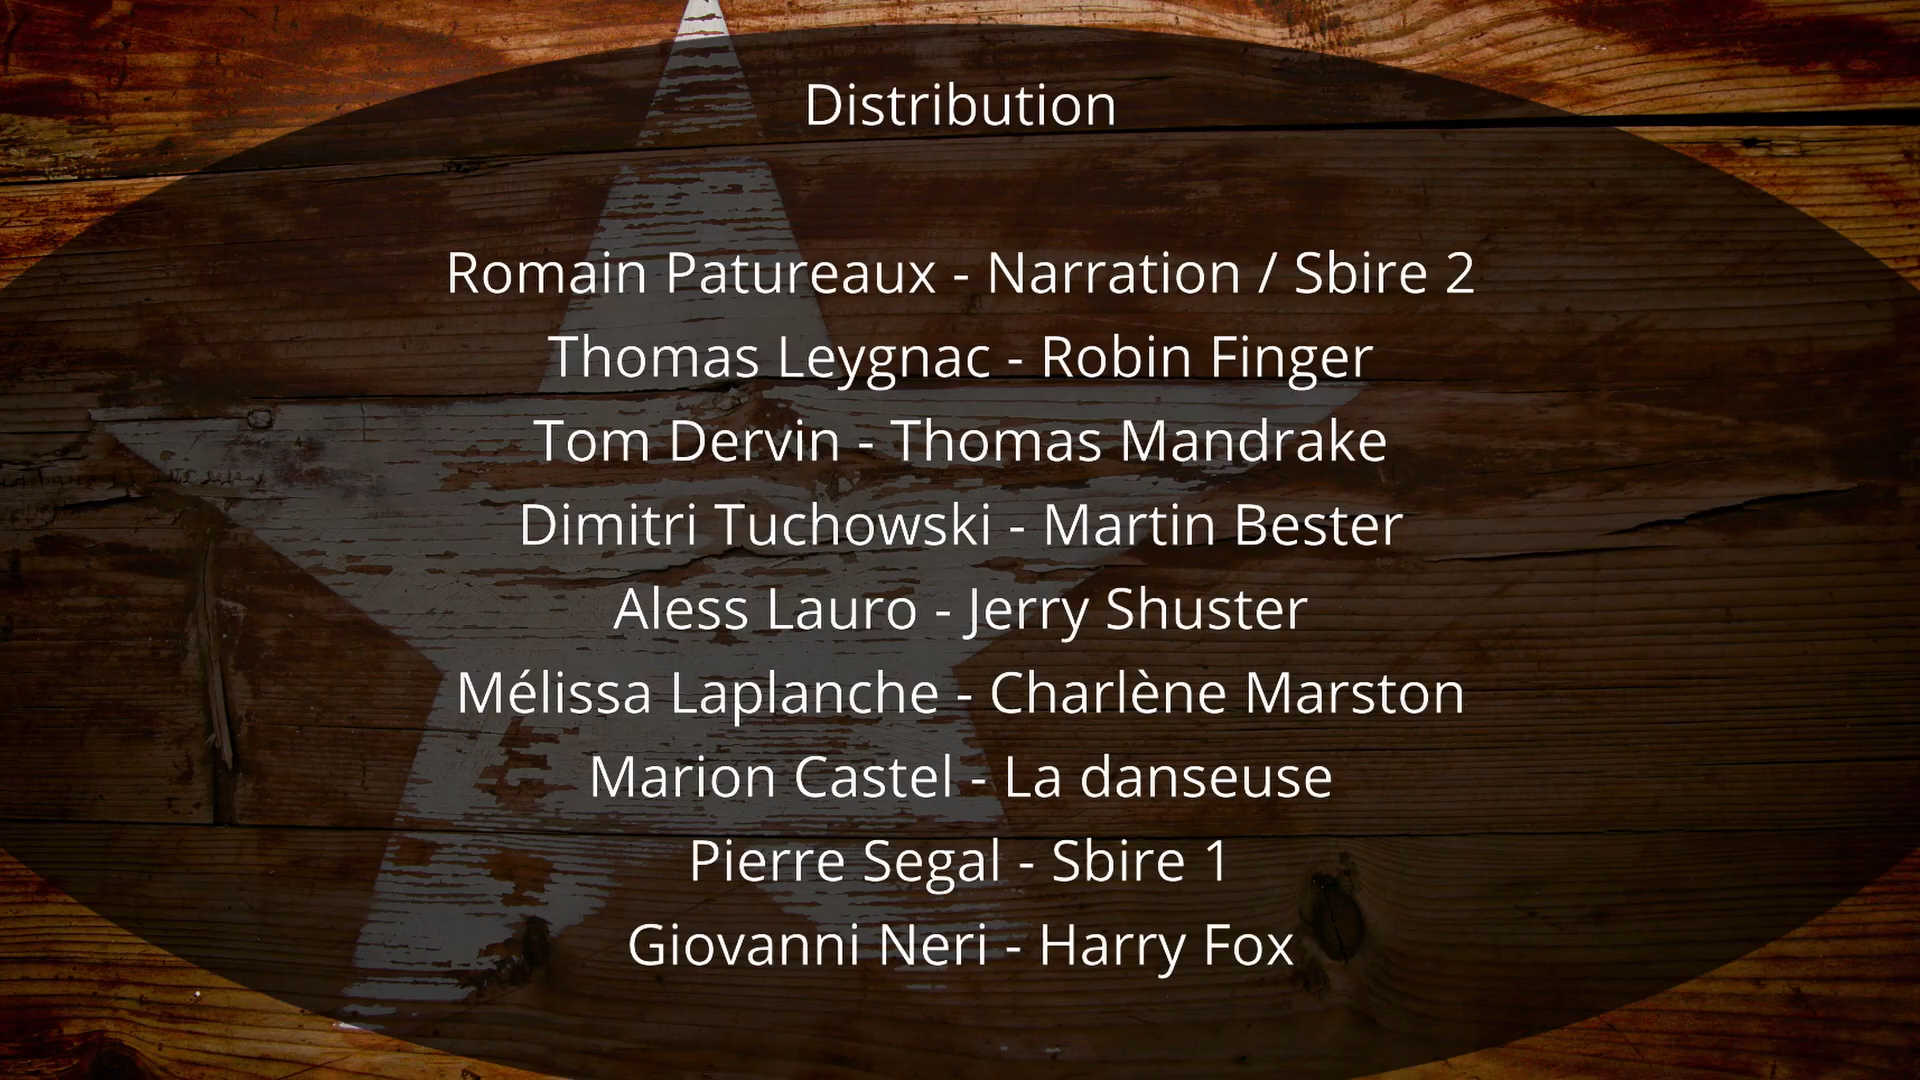 Distribution
Romain Patureaux - Narration / Sbire 2
Thomas Leygnac - Robin Finger
Tom Dervin - Thomas Mandrake
Dimitri Tuchowski - Martin Bester
Aless Lauro - Jerry Shuster
Mélissa Laplanche - Charlène Marston
Marion Castel - La danseuse
Pierre Segal - Sbire 1
Giovanni Neri - Harry Fox